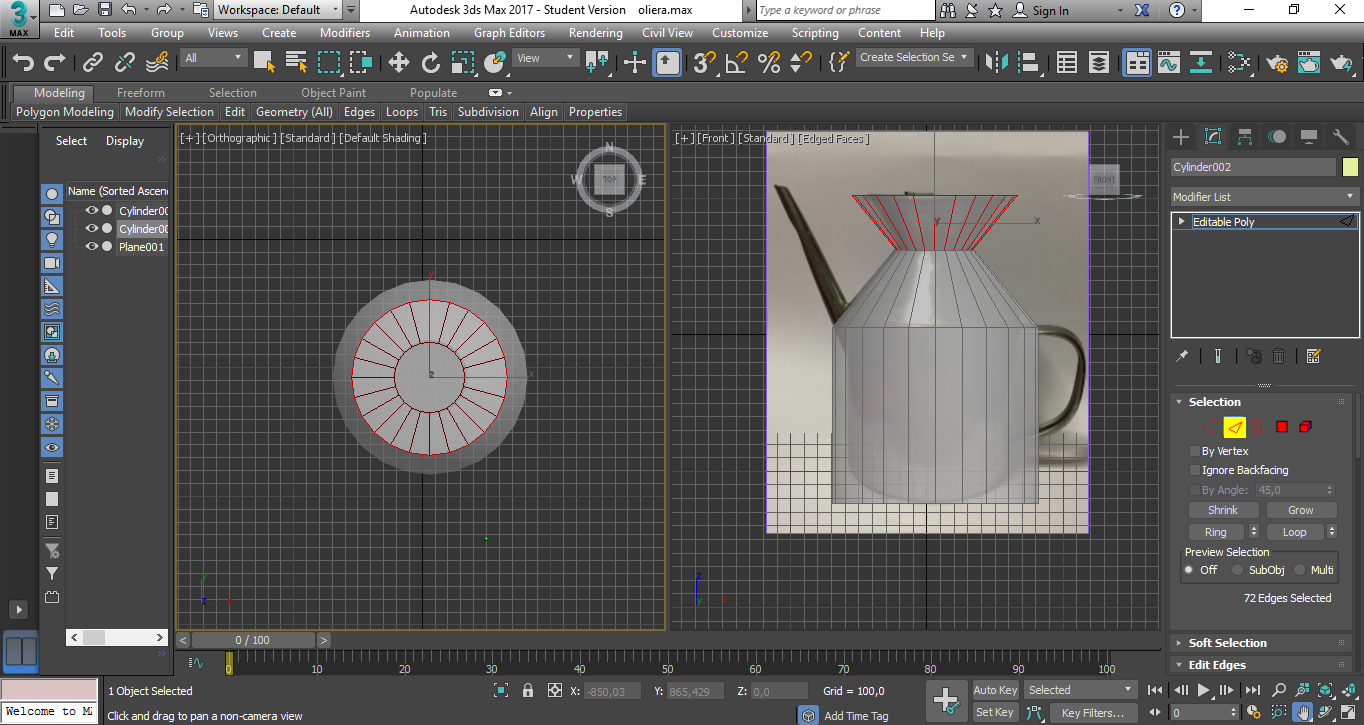 3
MAX
Workspace: Default
Autodesk 3ds Max 2017 - Student Version oliera.max
Type a keyword or phrase
Sign In
Edit Tools Group Views Create Modifiers Animation Graph Editors Rendering Civil View Customize Scripting Content Help
All
View
3
Create Selection Se
Modeling Freeform Selection Object Paint Populate
Polygon Modeling Modify Selection Edit Geometry (All) Edges Loops Tris Subdivision Align Properties
Select Display
Name (Sorted Ascen
Cylinder00
Cylinder00
Plane001
[+] [Orthographic] [Standard] [Default Shading]
N
W TOP E
S
y
z x
y
z x
[+] [Front] [Standard] [Edged Faces]
FRONT
y x
z
y
Cylinder002
Modifier List
Editable Poly
Selection
By Vertex
Ignore Backfacing
By Angle: 45,0
Shrink Grow
Ring Loop
Preview Selection
Off SubObj Multi
72 Edges Selected
Soft Selection
Edit Edges
< 0 / 100 >
0 10 20 30 40 50 60 70 80 90 100
1 Object Selected
X: -850,03 Y: 865,429 Z: 0,0 Grid = 100,0
Auto Key Selected
Welcome to M
Click and drag to pan a non-camera view
Add Time Tag
Set Key Key Filters...
0